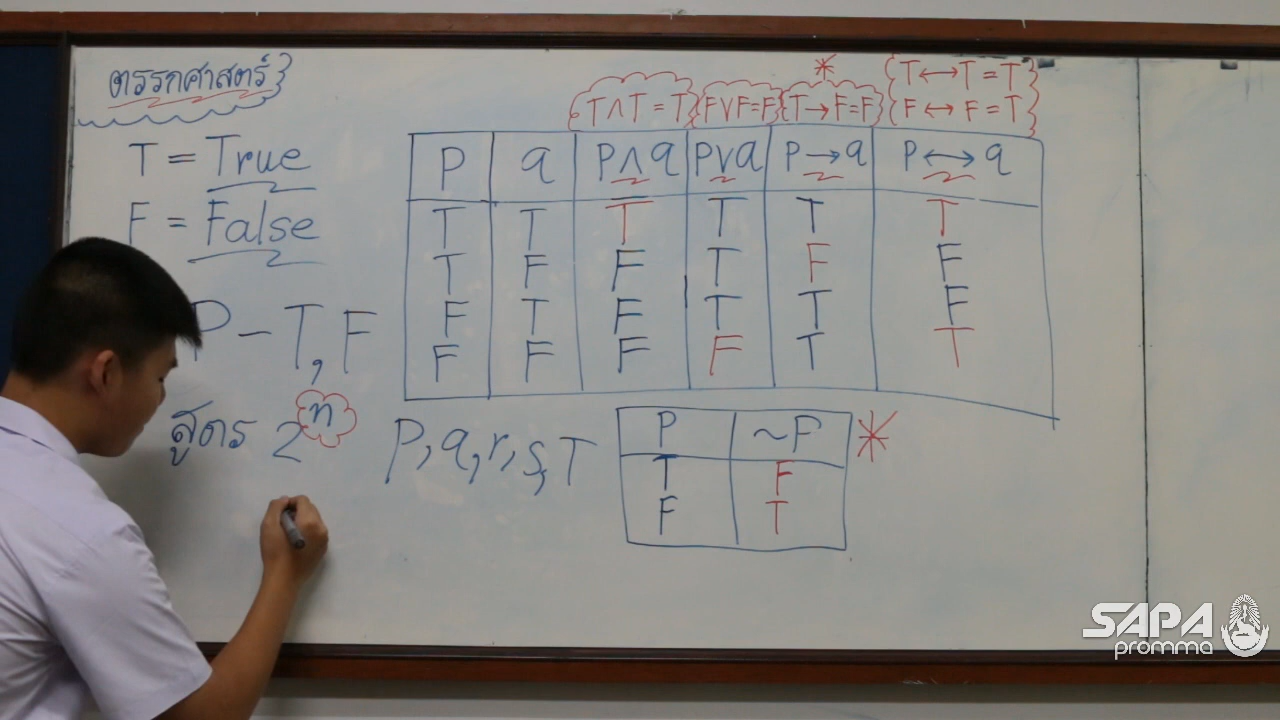 ตรรกศาสตร์
T = True
F = False
P - T, F
สูตร 2ⁿ
P, q, r, s, T
T∧T = T F∨F=F *T→F=F T↔T = T
F↔F = T
P q P∧q P∨q P→q P↔q
T T T T T T
T F F T F F
F T F T T F
F F F F T T
P ~P *
T F
F T
SAPA
promma